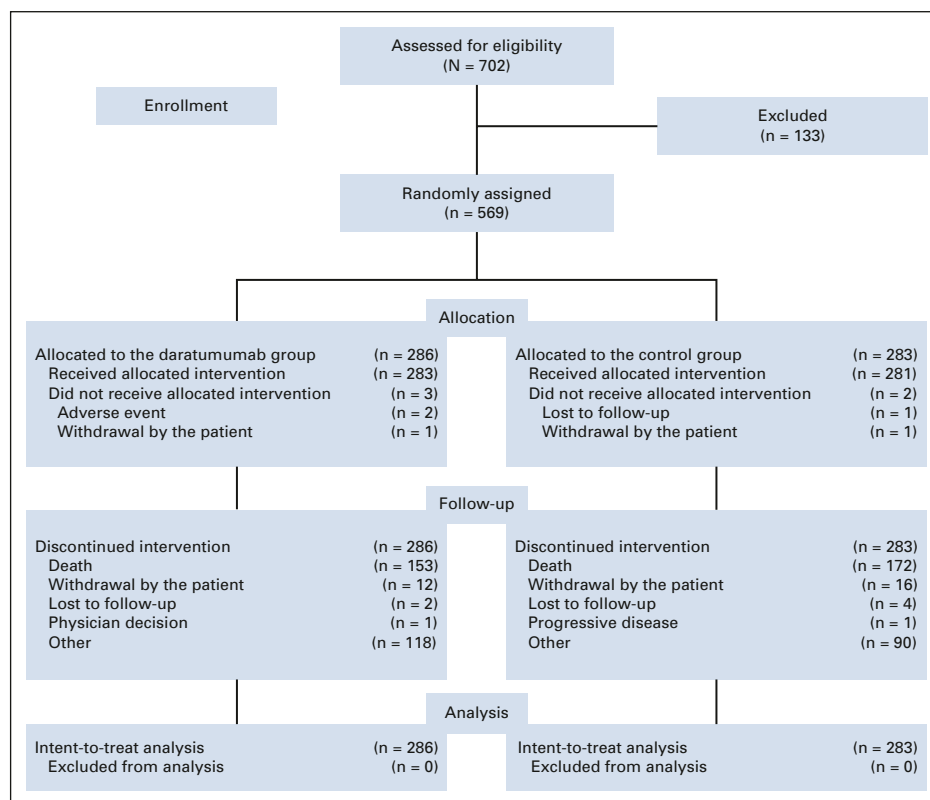 Assessed for eligibility
(N = 702)
Enrollment
Excluded
(n = 133)
Randomly assigned
(n = 569)
Allocation
Allocated to the daratumumab group (n = 286)
Received allocated intervention (n = 283)
Did not receive allocated intervention (n = 3)
Adverse event (n = 2)
Withdrawal by the patient (n = 1)
Allocated to the control group (n = 283)
Received allocated intervention (n = 281)
Did not receive allocated intervention (n = 2)
Lost to follow-up (n = 1)
Withdrawal by the patient (n = 1)
Follow-up
Discontinued intervention (n = 286)
Death (n = 153)
Withdrawal by the patient (n = 12)
Lost to follow-up (n = 2)
Physician decision (n = 1)
Other (n = 118)
Discontinued intervention (n = 283)
Death (n = 172)
Withdrawal by the patient (n = 16)
Lost to follow-up (n = 4)
Progressive disease (n = 1)
Other (n = 90)
Analysis
Intent-to-treat analysis (n = 286)
Excluded from analysis (n = 0)
Intent-to-treat analysis (n = 283)
Excluded from analysis (n = 0)